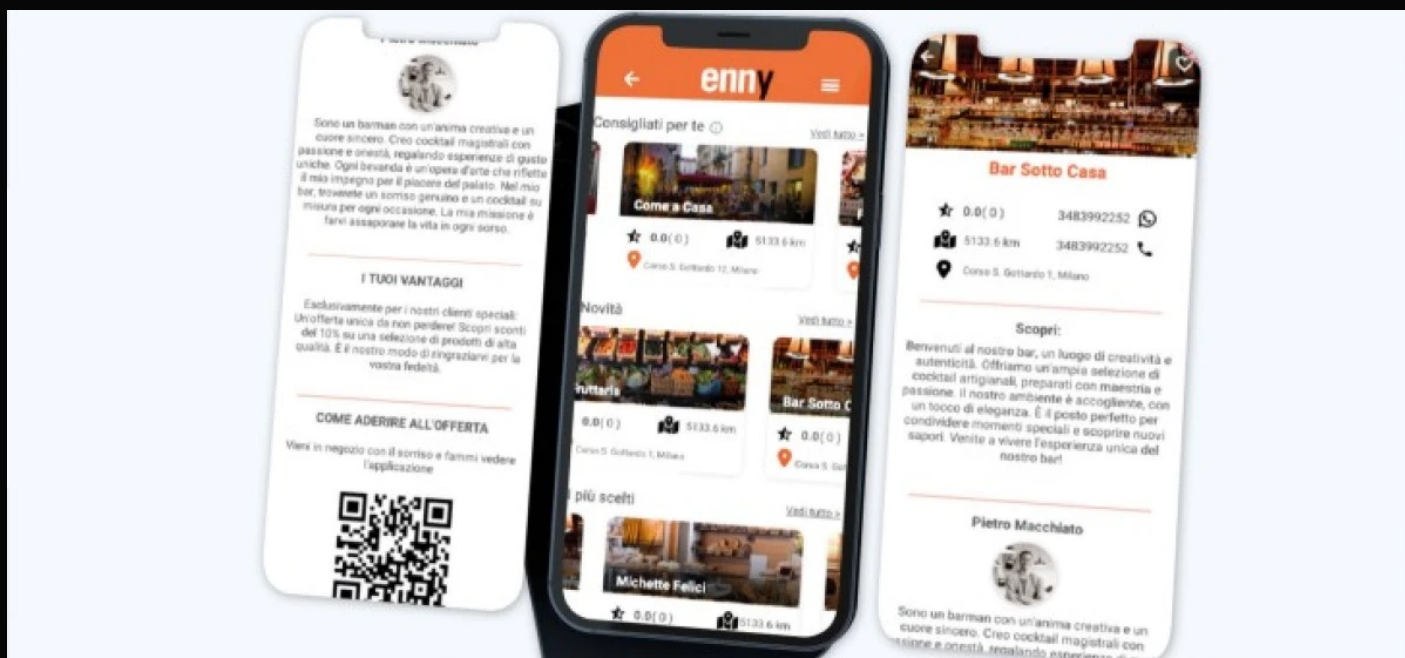 Pietro Macchiato
Sono un barman con un'anima creativa e un
cuore sincero. Creo cocktail magistrali con
passione e onestà, regalando esperienze di gusto
uniche. Ogni bevanda è un'opera d'arte che riflette
il mio impegno per il piacere del palato. Nel mio
bar, troverete un sorriso genuino e un cocktail su
misura per ogni occasione. La mia missione è
farvi assaporare la vita in ogni sorso.
I TUOI VANTAGGI
Esclusivamente per i nostri clienti speciali:
Un'offerta unica da non perdere! Scopri sconti
del 10% su una selezione di prodotti di alta
qualità. È il nostro modo di ringraziarvi per la
vostra fedeltà.
COME ADERIRE ALL'OFFERTA
Vieni in negozio con il sorriso e fammi vedere
l'applicazione
enny
Consigliati per te
Vedi tutto >
Come a Casa
0.0(0)
5133.6 km
Corso S. Gottardo 12, Milano
Novità
Vedi tutto >
Fruttaria
Bar Sotto C
0.0(0)
5133.6 km
0.0(0)
Corso S. Gottardo 1, Milano
Corso S. Got
I più scelti
Vedi tutto >
Michette Felici
0.0(0)
5133.6 km
Bar Sotto Casa
0.0(0)
3483992252
5133.6 km
3483992252
Corso S. Gottardo 1, Milano
Scopri:
Benvenuti al nostro bar, un luogo di creatività e
autenticità. Offriamo un'ampia selezione di
cocktail artigianali, preparati con maestria e
passione. Il nostro ambiente è accogliente, con
un tocco di eleganza. È il posto perfetto per
condividere momenti speciali e scoprire nuovi
sapori. Venite a vivere l'esperienza unica del
nostro bar!
Pietro Macchiato
Sono un barman con un'anima creativa e un
cuore sincero. Creo cocktail magistrali con
passione e onestà, regalando esperienze di